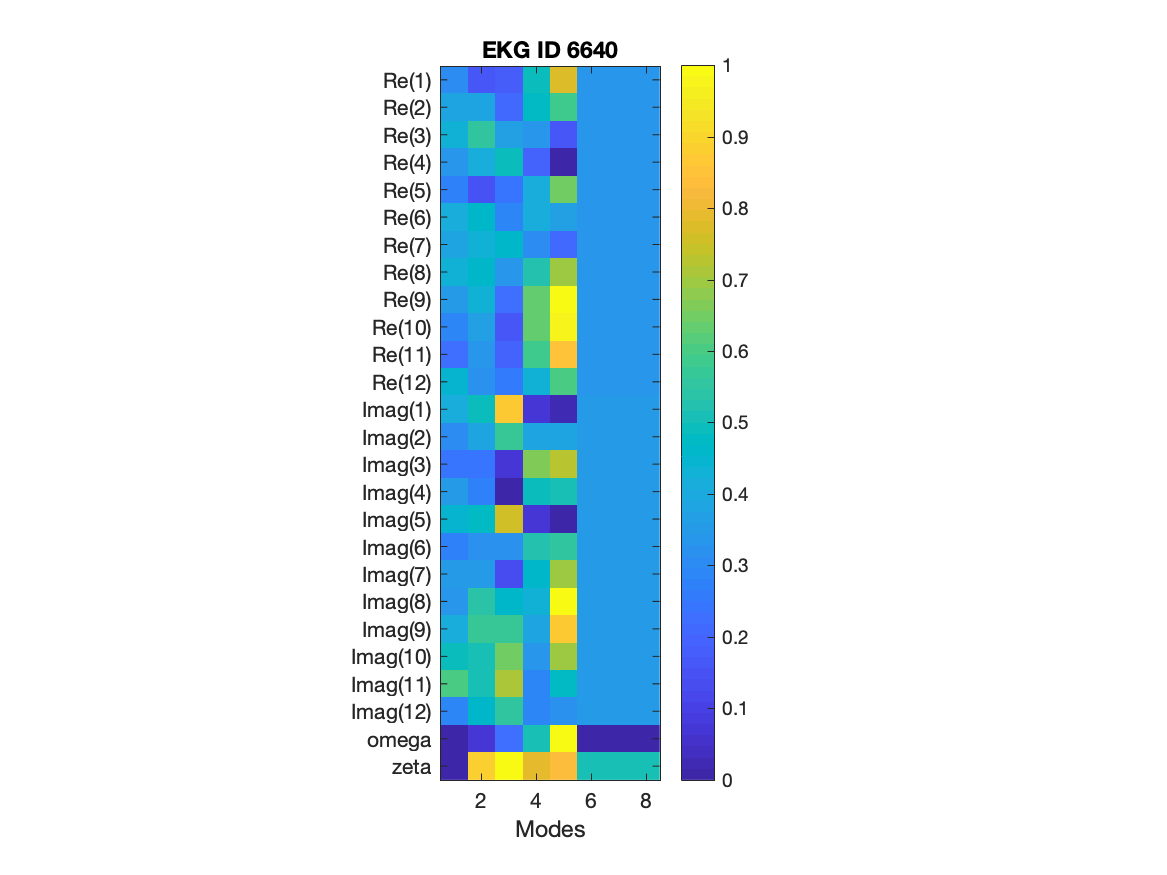 EKG ID 6640
Re(1)
Re(2)
Re(3)
Re(4)
Re(5)
Re(6)
Re(7)
Re(8)
Re(9)
Re(10)
Re(11)
Re(12)
Imag(1)
Imag(2)
Imag(3)
Imag(4)
Imag(5)
Imag(6)
Imag(7)
Imag(8)
Imag(9)
Imag(10)
Imag(11)
Imag(12)
omega
zeta
2 4 6 8
Modes
1
0.9
0.8
0.7
0.6
0.5
0.4
0.3
0.2
0.1
0